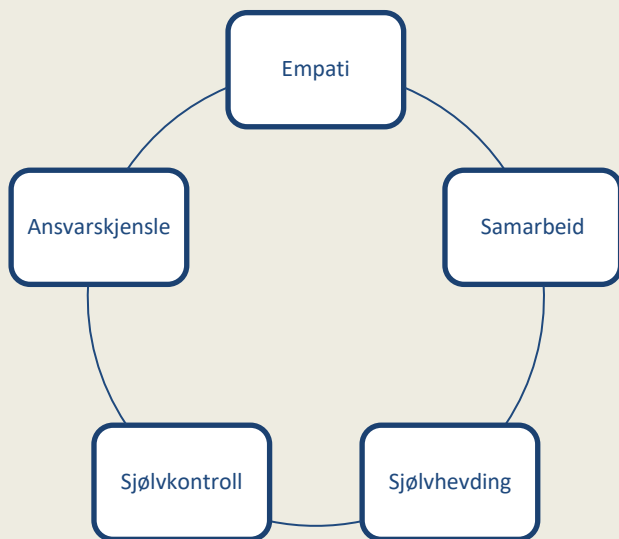 Empati
Samarbeid
Sjølvhevding
Sjølvkontroll
Ansvarskjensle